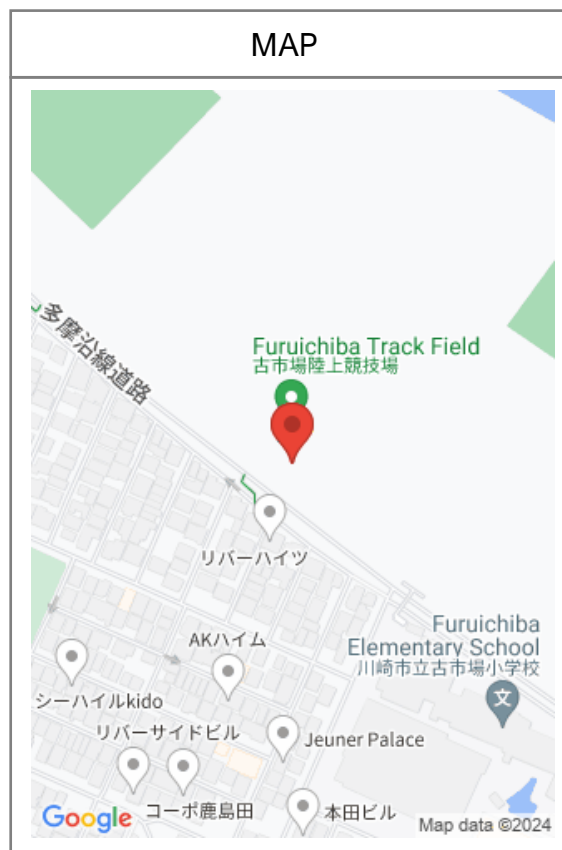 MAP
多摩沿線道路
Furuichiba Track Field
古市場陸上競技場
リバーハイツ
Furuichiba
Elementary School
川崎市立古市場小学校
文
AKハイム
シーハイルkido
リバーサイドビル
Jeuner Palace
コーポ鹿島田
本田ビル
Google
Map data ©2024